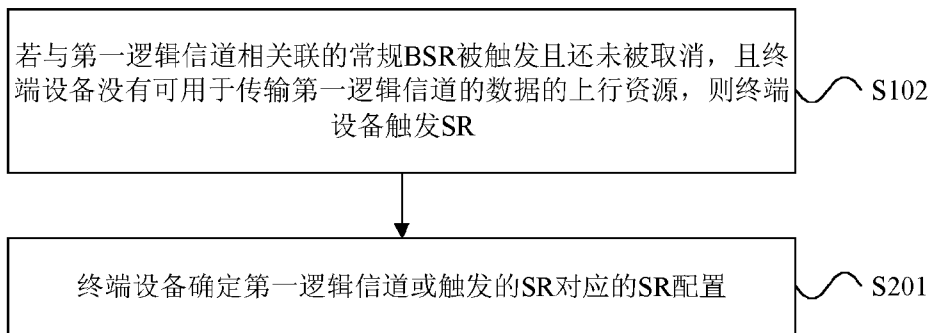 若与第一逻辑信道相关联的常规BSR被触发且还未被取消，且终
端设备没有可用于传输第一逻辑信道的数据的上行资源，则终端
设备触发SR
S102
终端设备确定第一逻辑信道或触发的SR对应的SR配置
S201